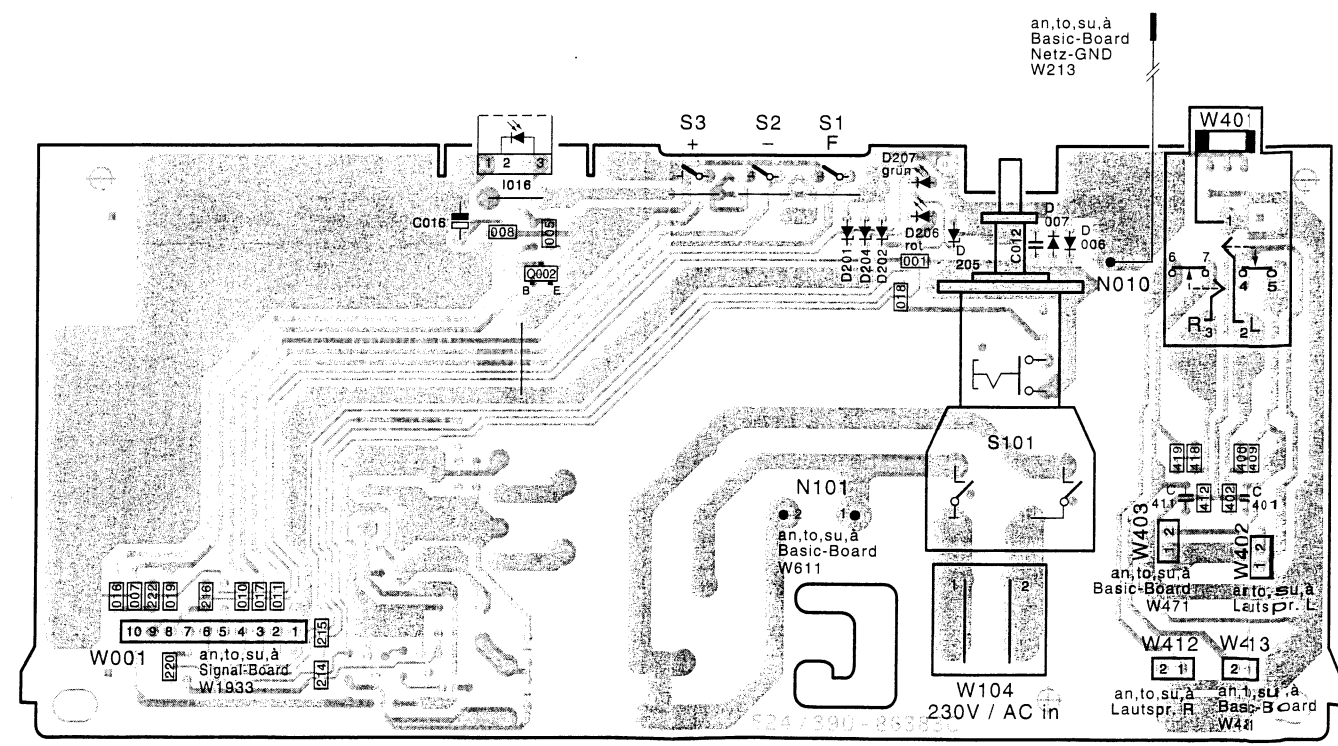 an,to,su,à
Basic-Board
Netz-GND
W213
W401
S3
S2
S1
+
−
F
1 2 3
I016
D207
grün
C016
008
005
D206
rot
D201
D204
D202
D
205
001
018
C012
D
007
D
006
N010
Q002
B E
1
6 7
4 5
R
3
2
L
S101
N101
2 1
an,to,su,à
Basic-Board
W611
419
418
406
409
C
411
412
402
C
401
W403
2
1
W402
2
1
an,to,su,à
Basic-Board
W471
an,to,su,à
Lautspr. L
016
007
222
019
216
010
017
011
10 9 8 7 6 5 4 3 2 1
215
W001
220
an,to,su,à
Signal-Board
W1933
214
1 2
W104
230V / AC in
W412
2 1
an,to,su,à
Lautspr. R
W413
2 1
an,to,su,à
Basic-Board